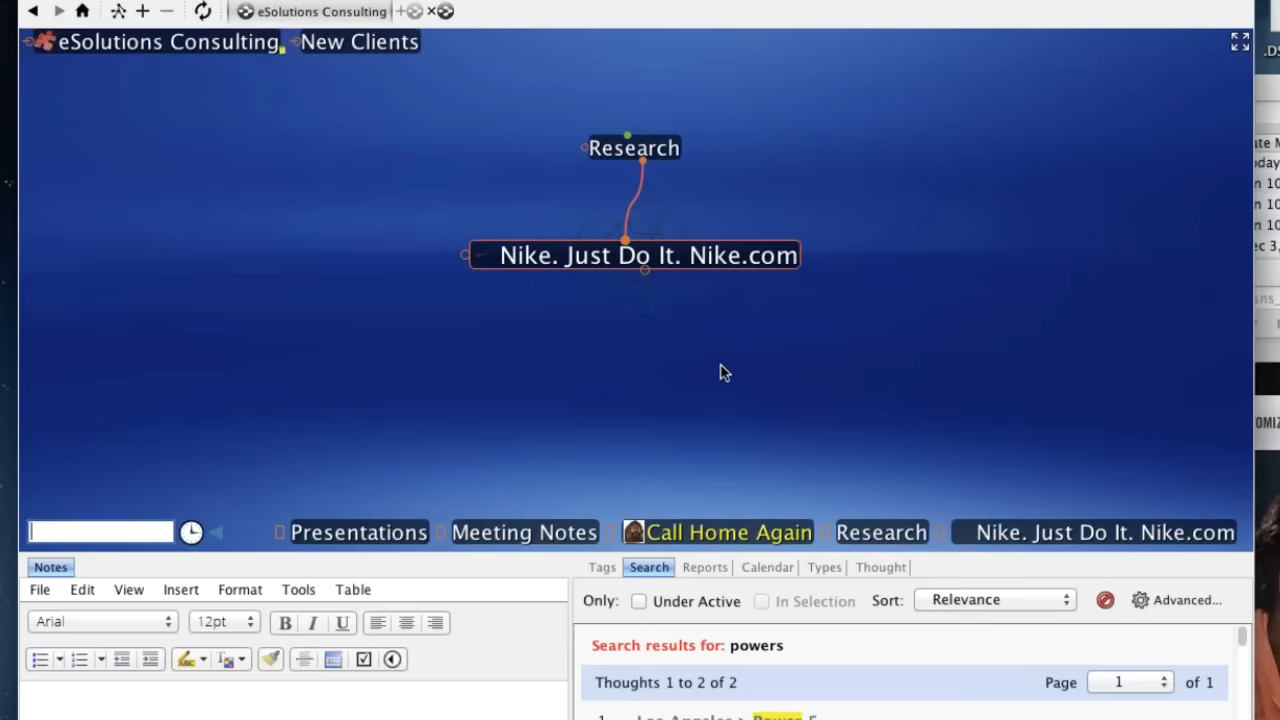 eSolutions Consulting
eSolutions Consulting New Clients
.DS
Research
Nike. Just Do It. Nike.com
Presentations Meeting Notes Call Home Again Research Nike. Just Do It. Nike.com
Notes
File Edit View Insert Format Tools Table
Arial 12pt B I U
Tags Search Reports Calendar Types Thought
Only: Under Active In Selection Sort: Relevance Advanced...
Search results for: powers
Thoughts 1 to 2 of 2 Page 1 of 1